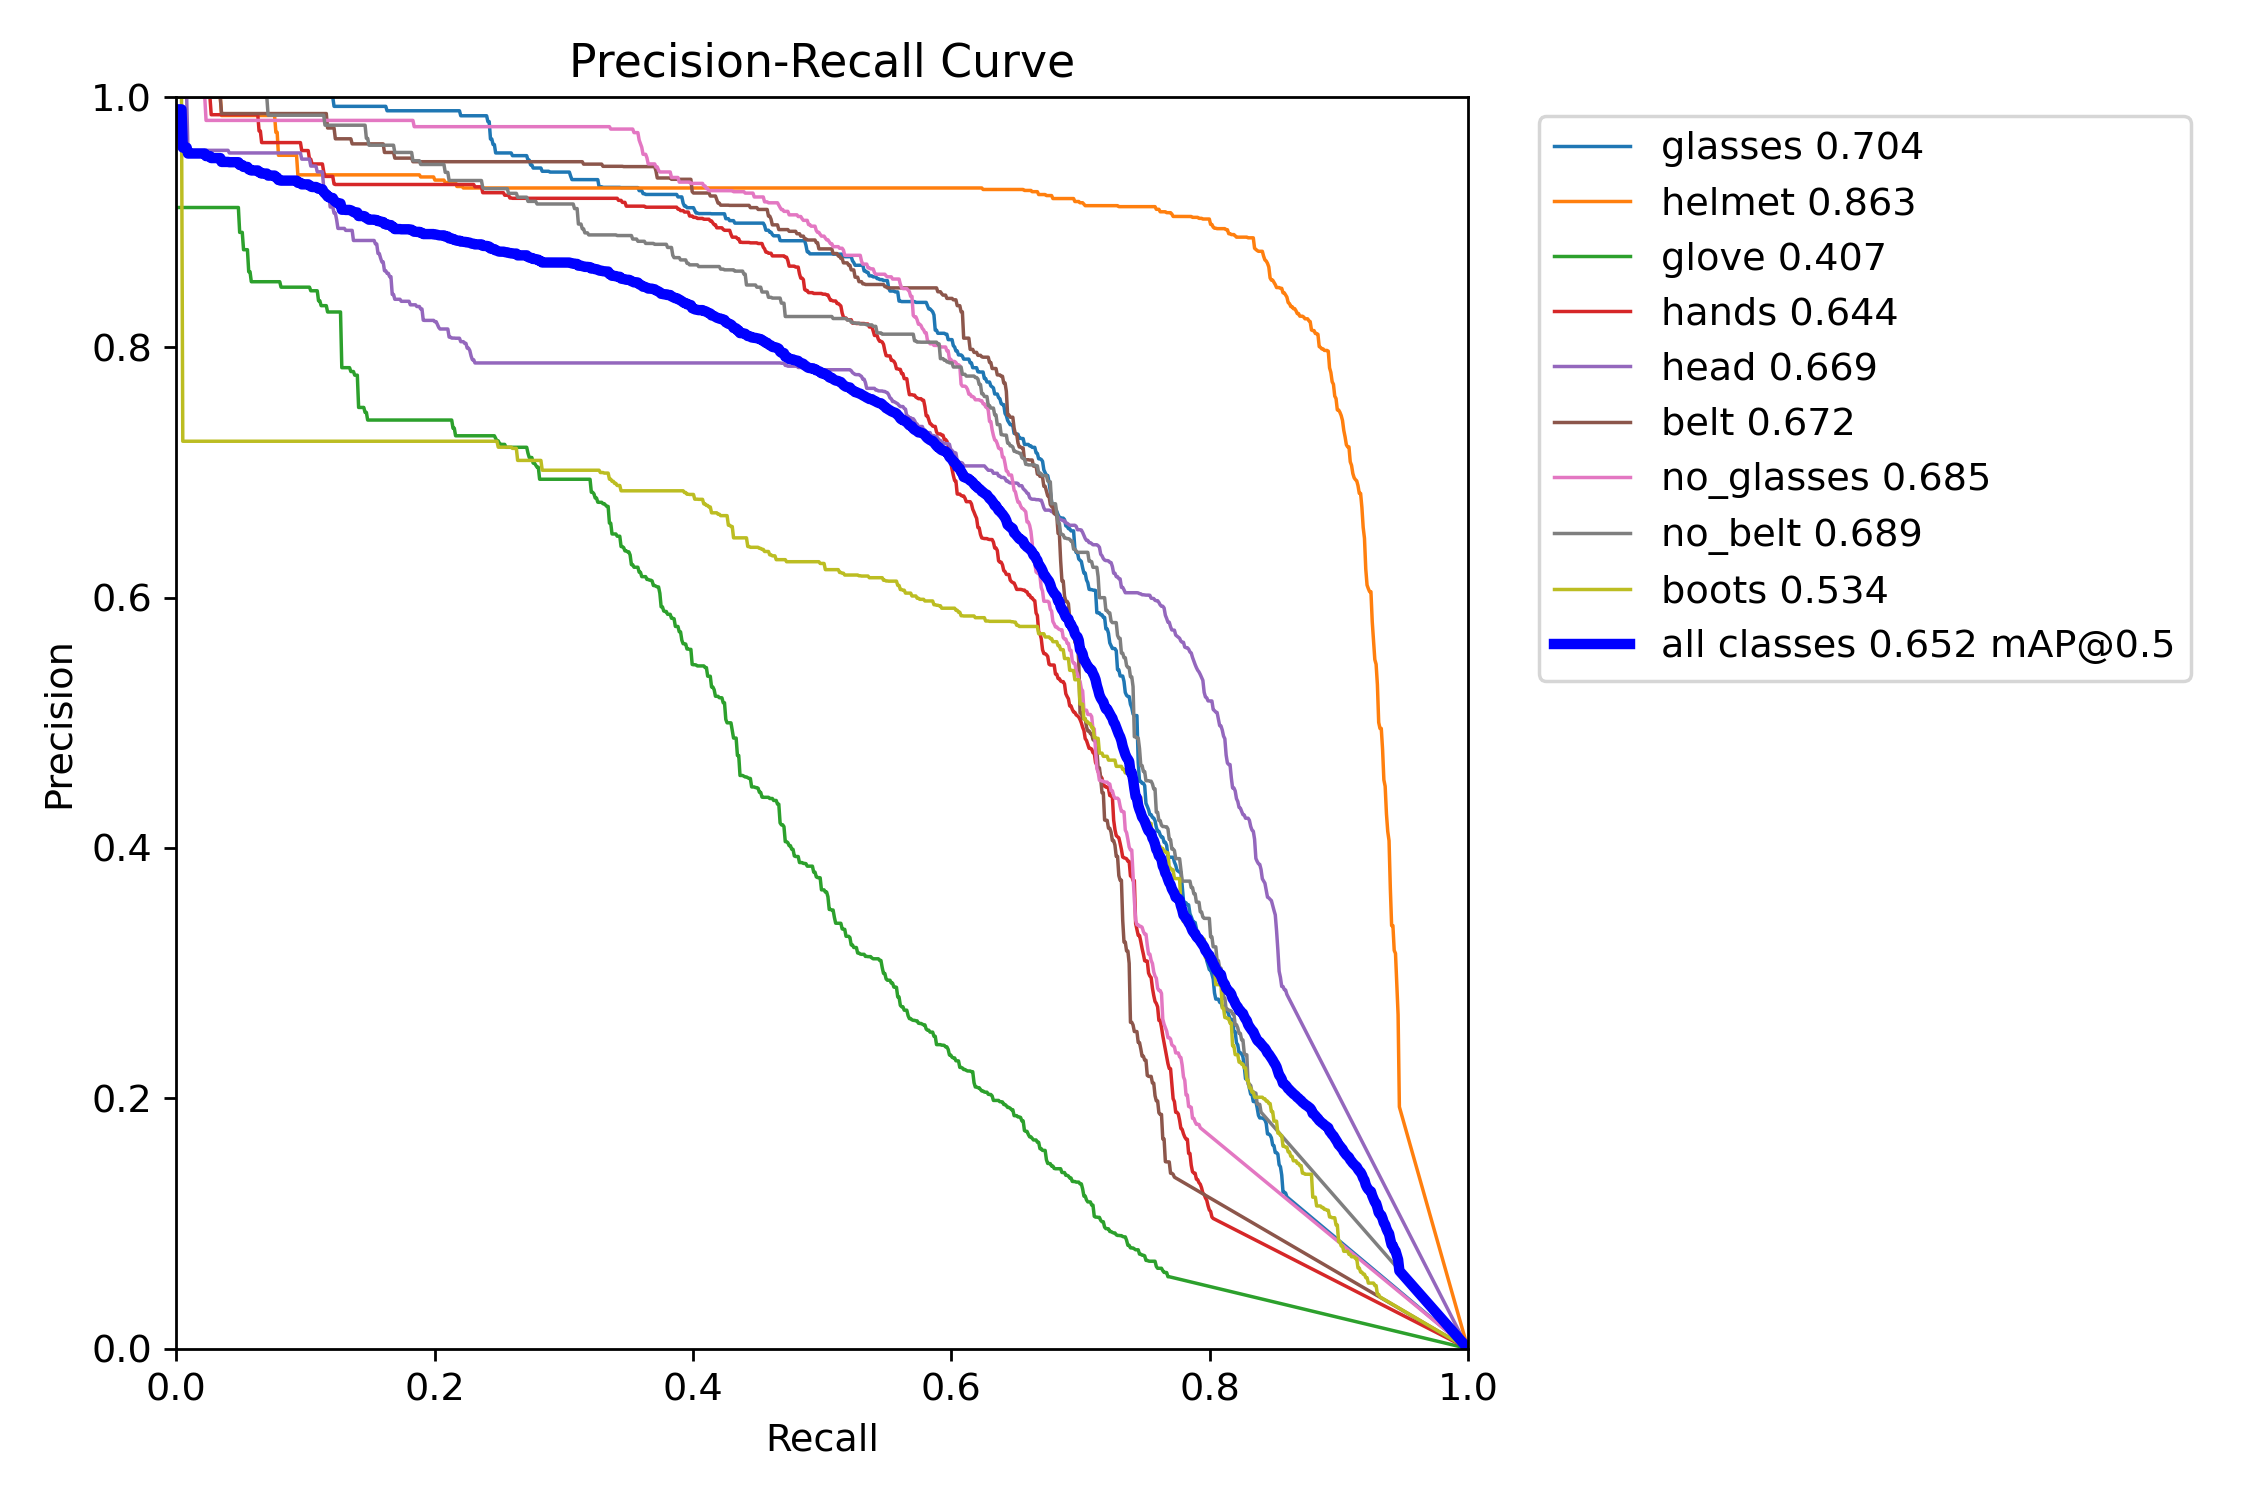 Precision-Recall Curve
1.0
0.8
0.6
0.4
0.2
0.0
Precision
0.0 0.2 0.4 0.6 0.8 1.0
Recall
glasses 0.704
helmet 0.863
glove 0.407
hands 0.644
head 0.669
belt 0.672
no_glasses 0.685
no_belt 0.689
boots 0.534
all classes 0.652 mAP@0.5